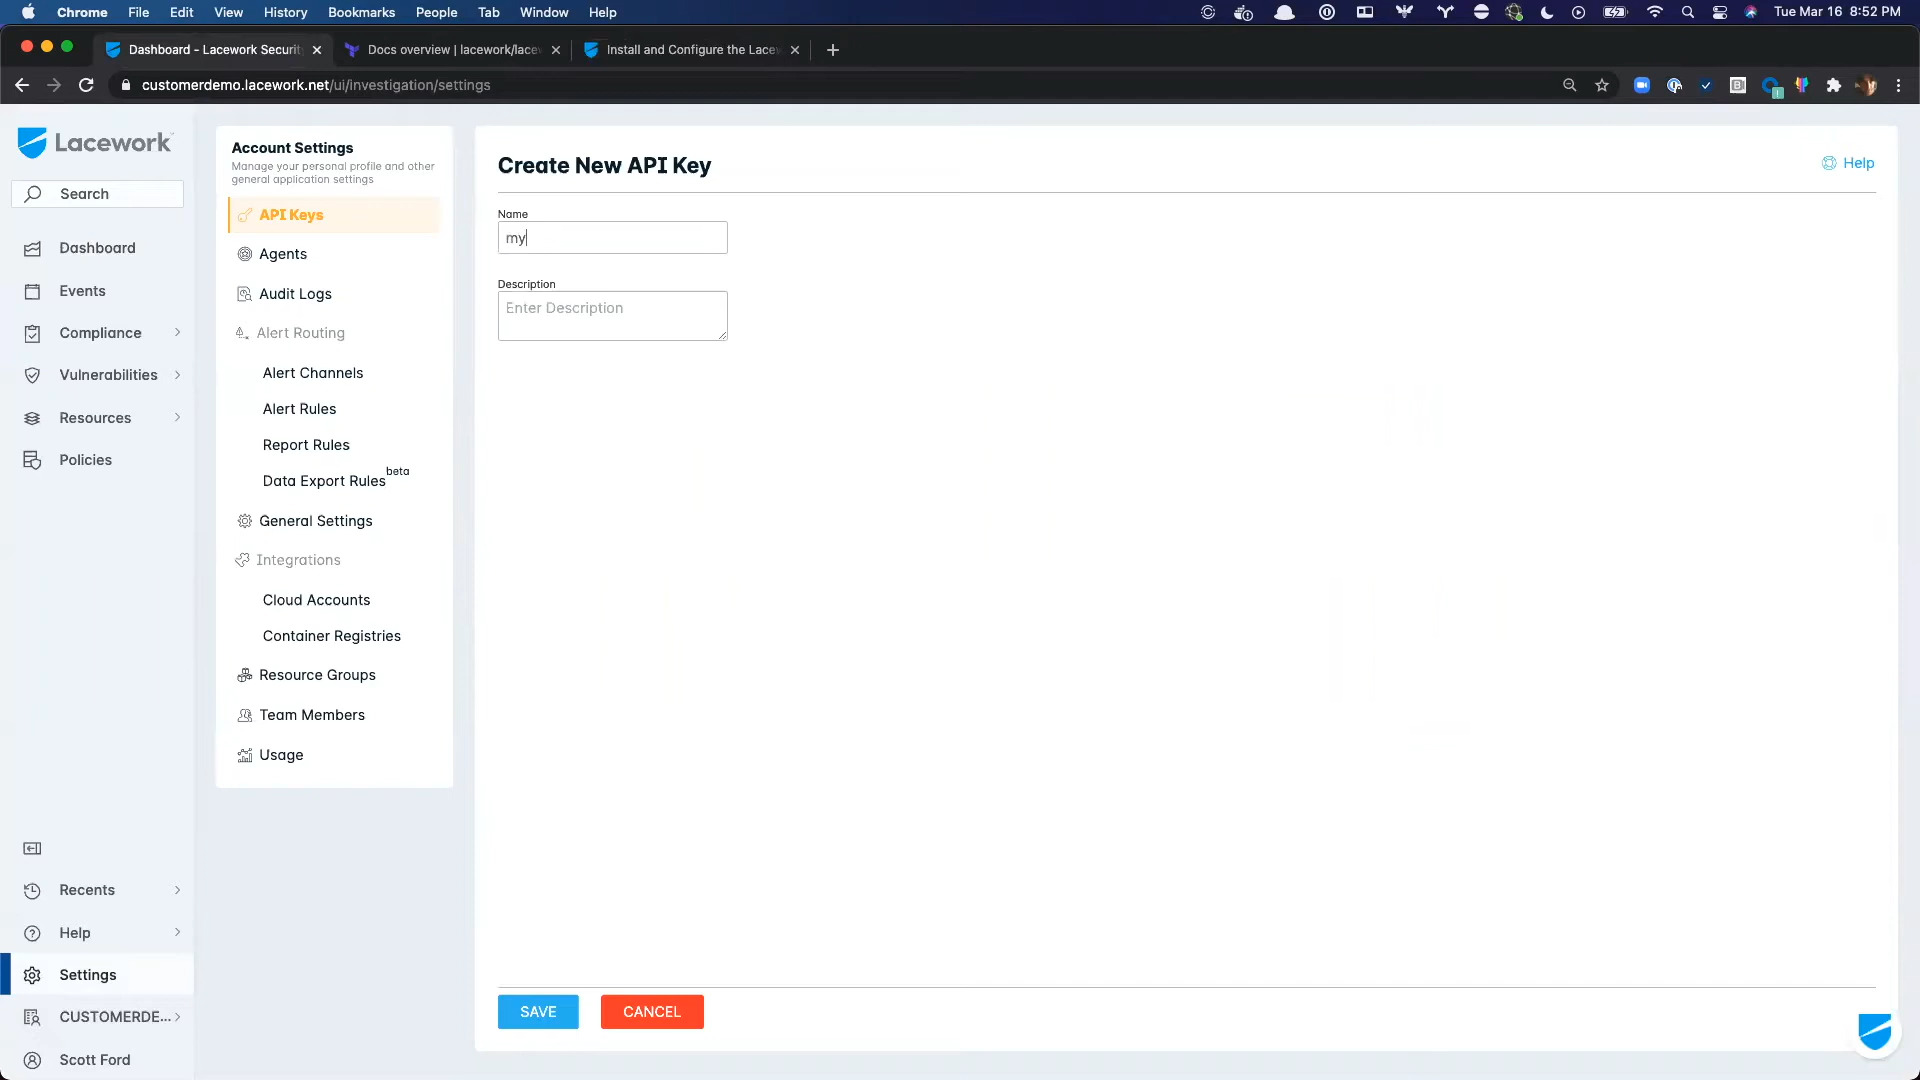 Chrome File Edit View History Bookmarks People Tab Window Help Tue Mar 16 8:52 PM
Dashboard - Lacework Securit Docs overview | lacework/lace Install and Configure the Lace
customerdemo.lacework.net/ui/investigation/settings
Lacework
Search
Dashboard
Events
Compliance
Vulnerabilities
Resources
Policies
Recents
Help
Settings
CUSTOMERDE...
Scott Ford
Account Settings
Manage your personal profile and other
general application settings
API Keys
Agents
Audit Logs
Alert Routing
Alert Channels
Alert Rules
Report Rules
Data Export Rules beta
General Settings
Integrations
Cloud Accounts
Container Registries
Resource Groups
Team Members
Usage
Create New API Key
Help
Name
my
Description
Enter Description
SAVE CANCEL